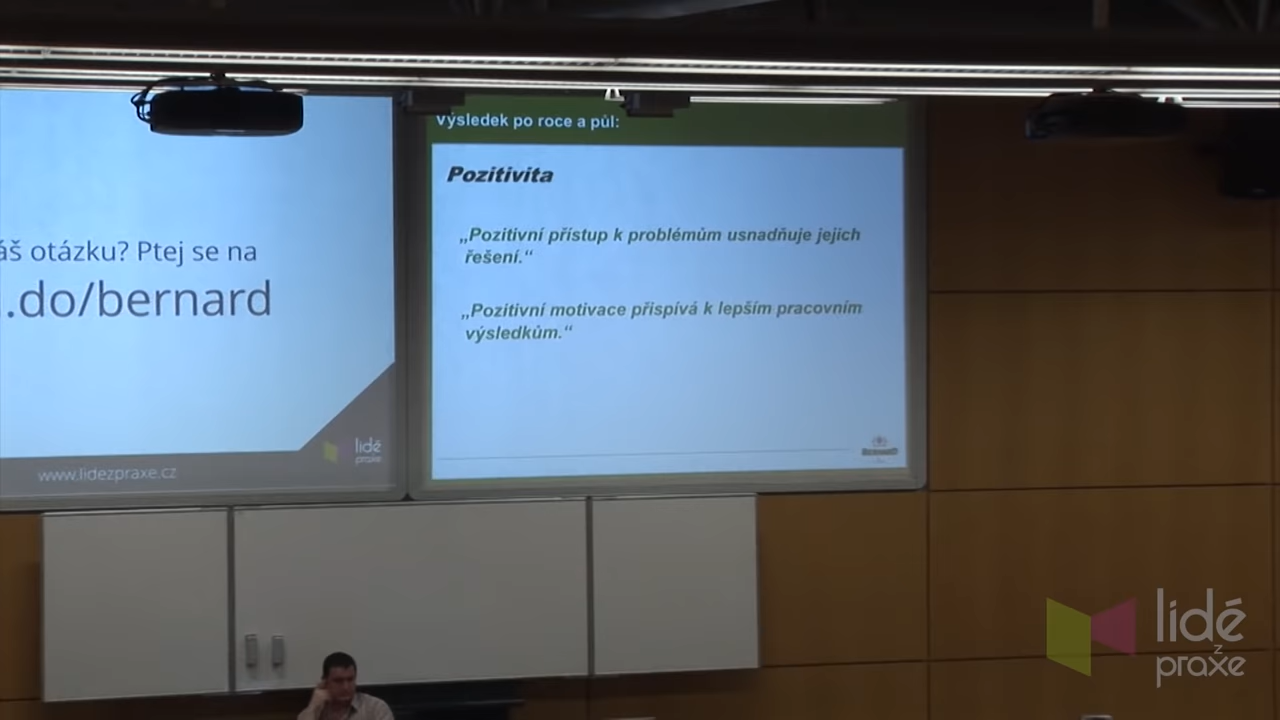 áš otázku? Ptej se na
.do/bernard
lidé
praxe
www.lidezpraxe.cz
Výsledek po roce a půl:
Pozitivita
„Pozitivní přístup k problémům usnadňuje jejich
řešení.“
„Pozitivní motivace přispívá k lepším pracovním
výsledkům.“
BERNARD
lidé
z
praxe